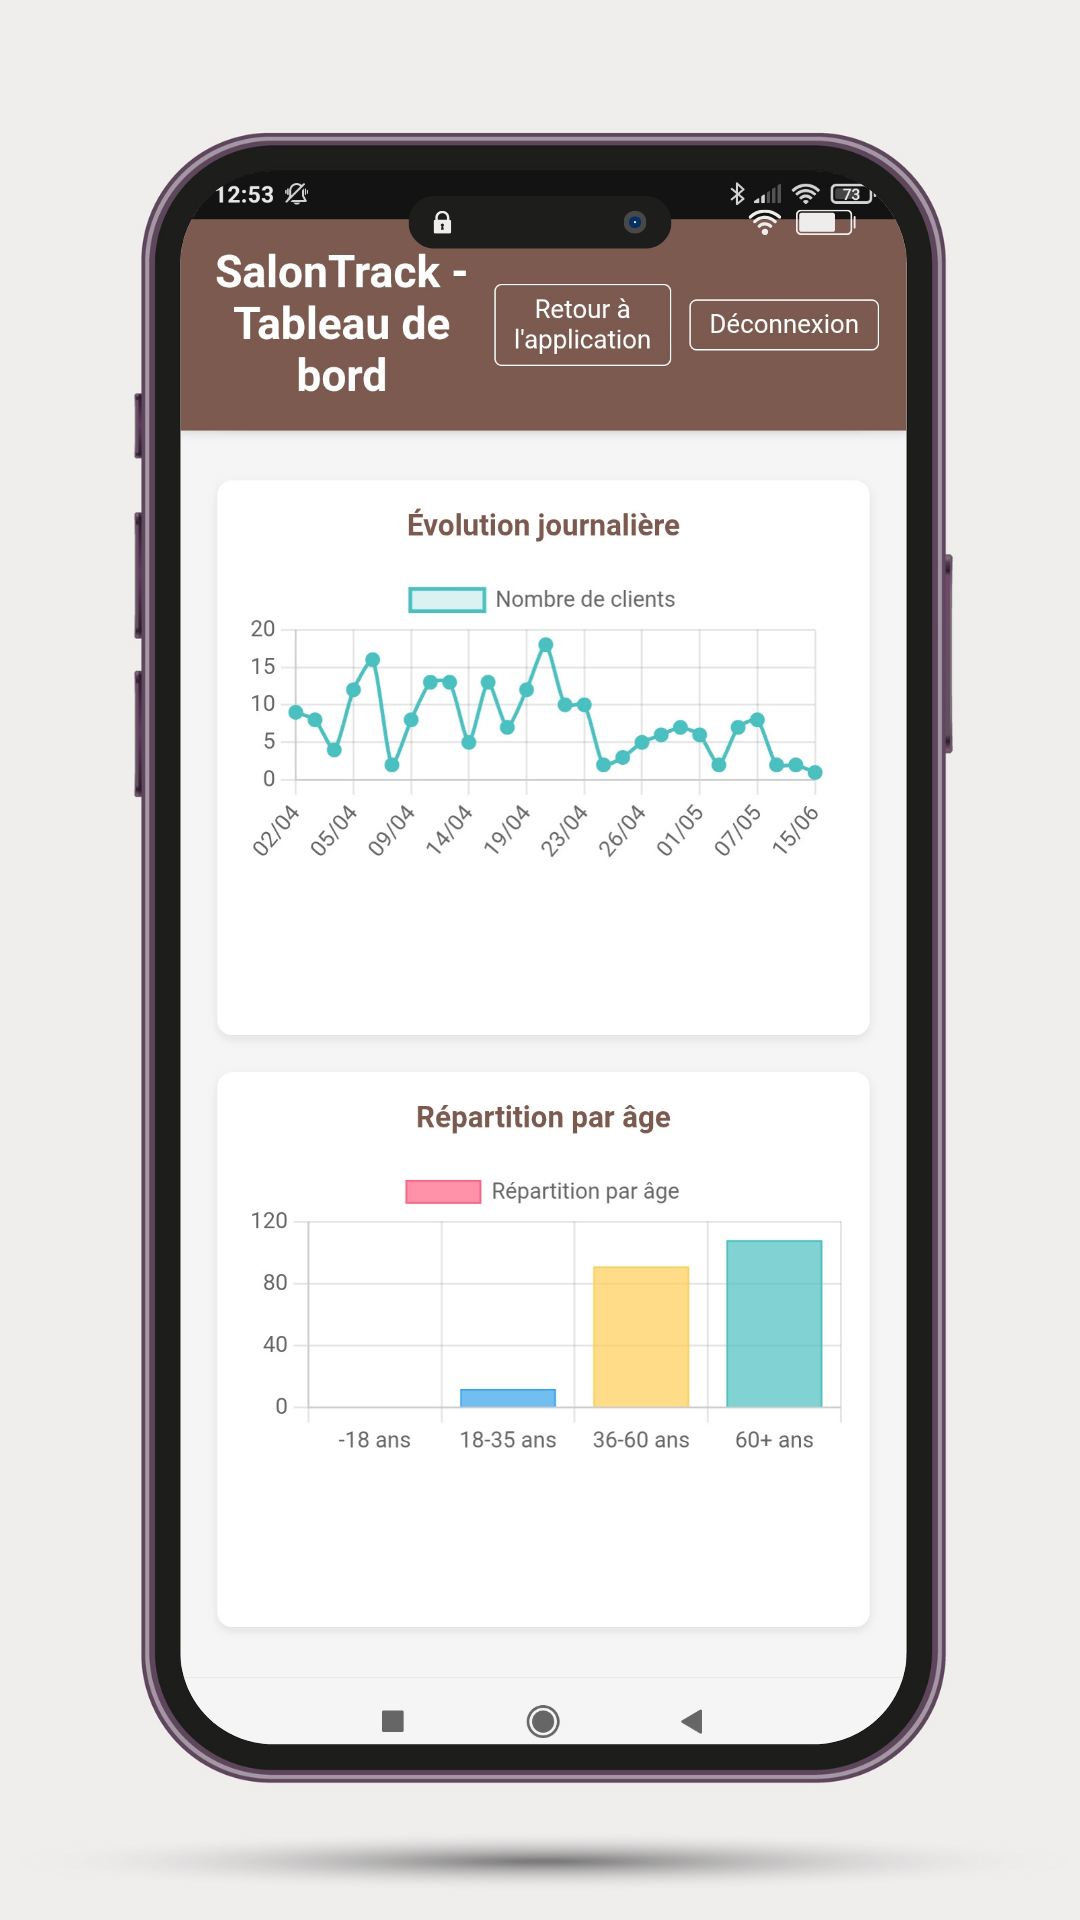 12:53
73
SalonTrack -
Tableau de
bord
Retour à
l'application
Déconnexion
Évolution journalière
Nombre de clients
20
15
10
5
0
02/04
05/04
09/04
14/04
19/04
23/04
26/04
01/05
07/05
15/06
Répartition par âge
Répartition par âge
120
80
40
0
-18 ans
18-35 ans
36-60 ans
60+ ans